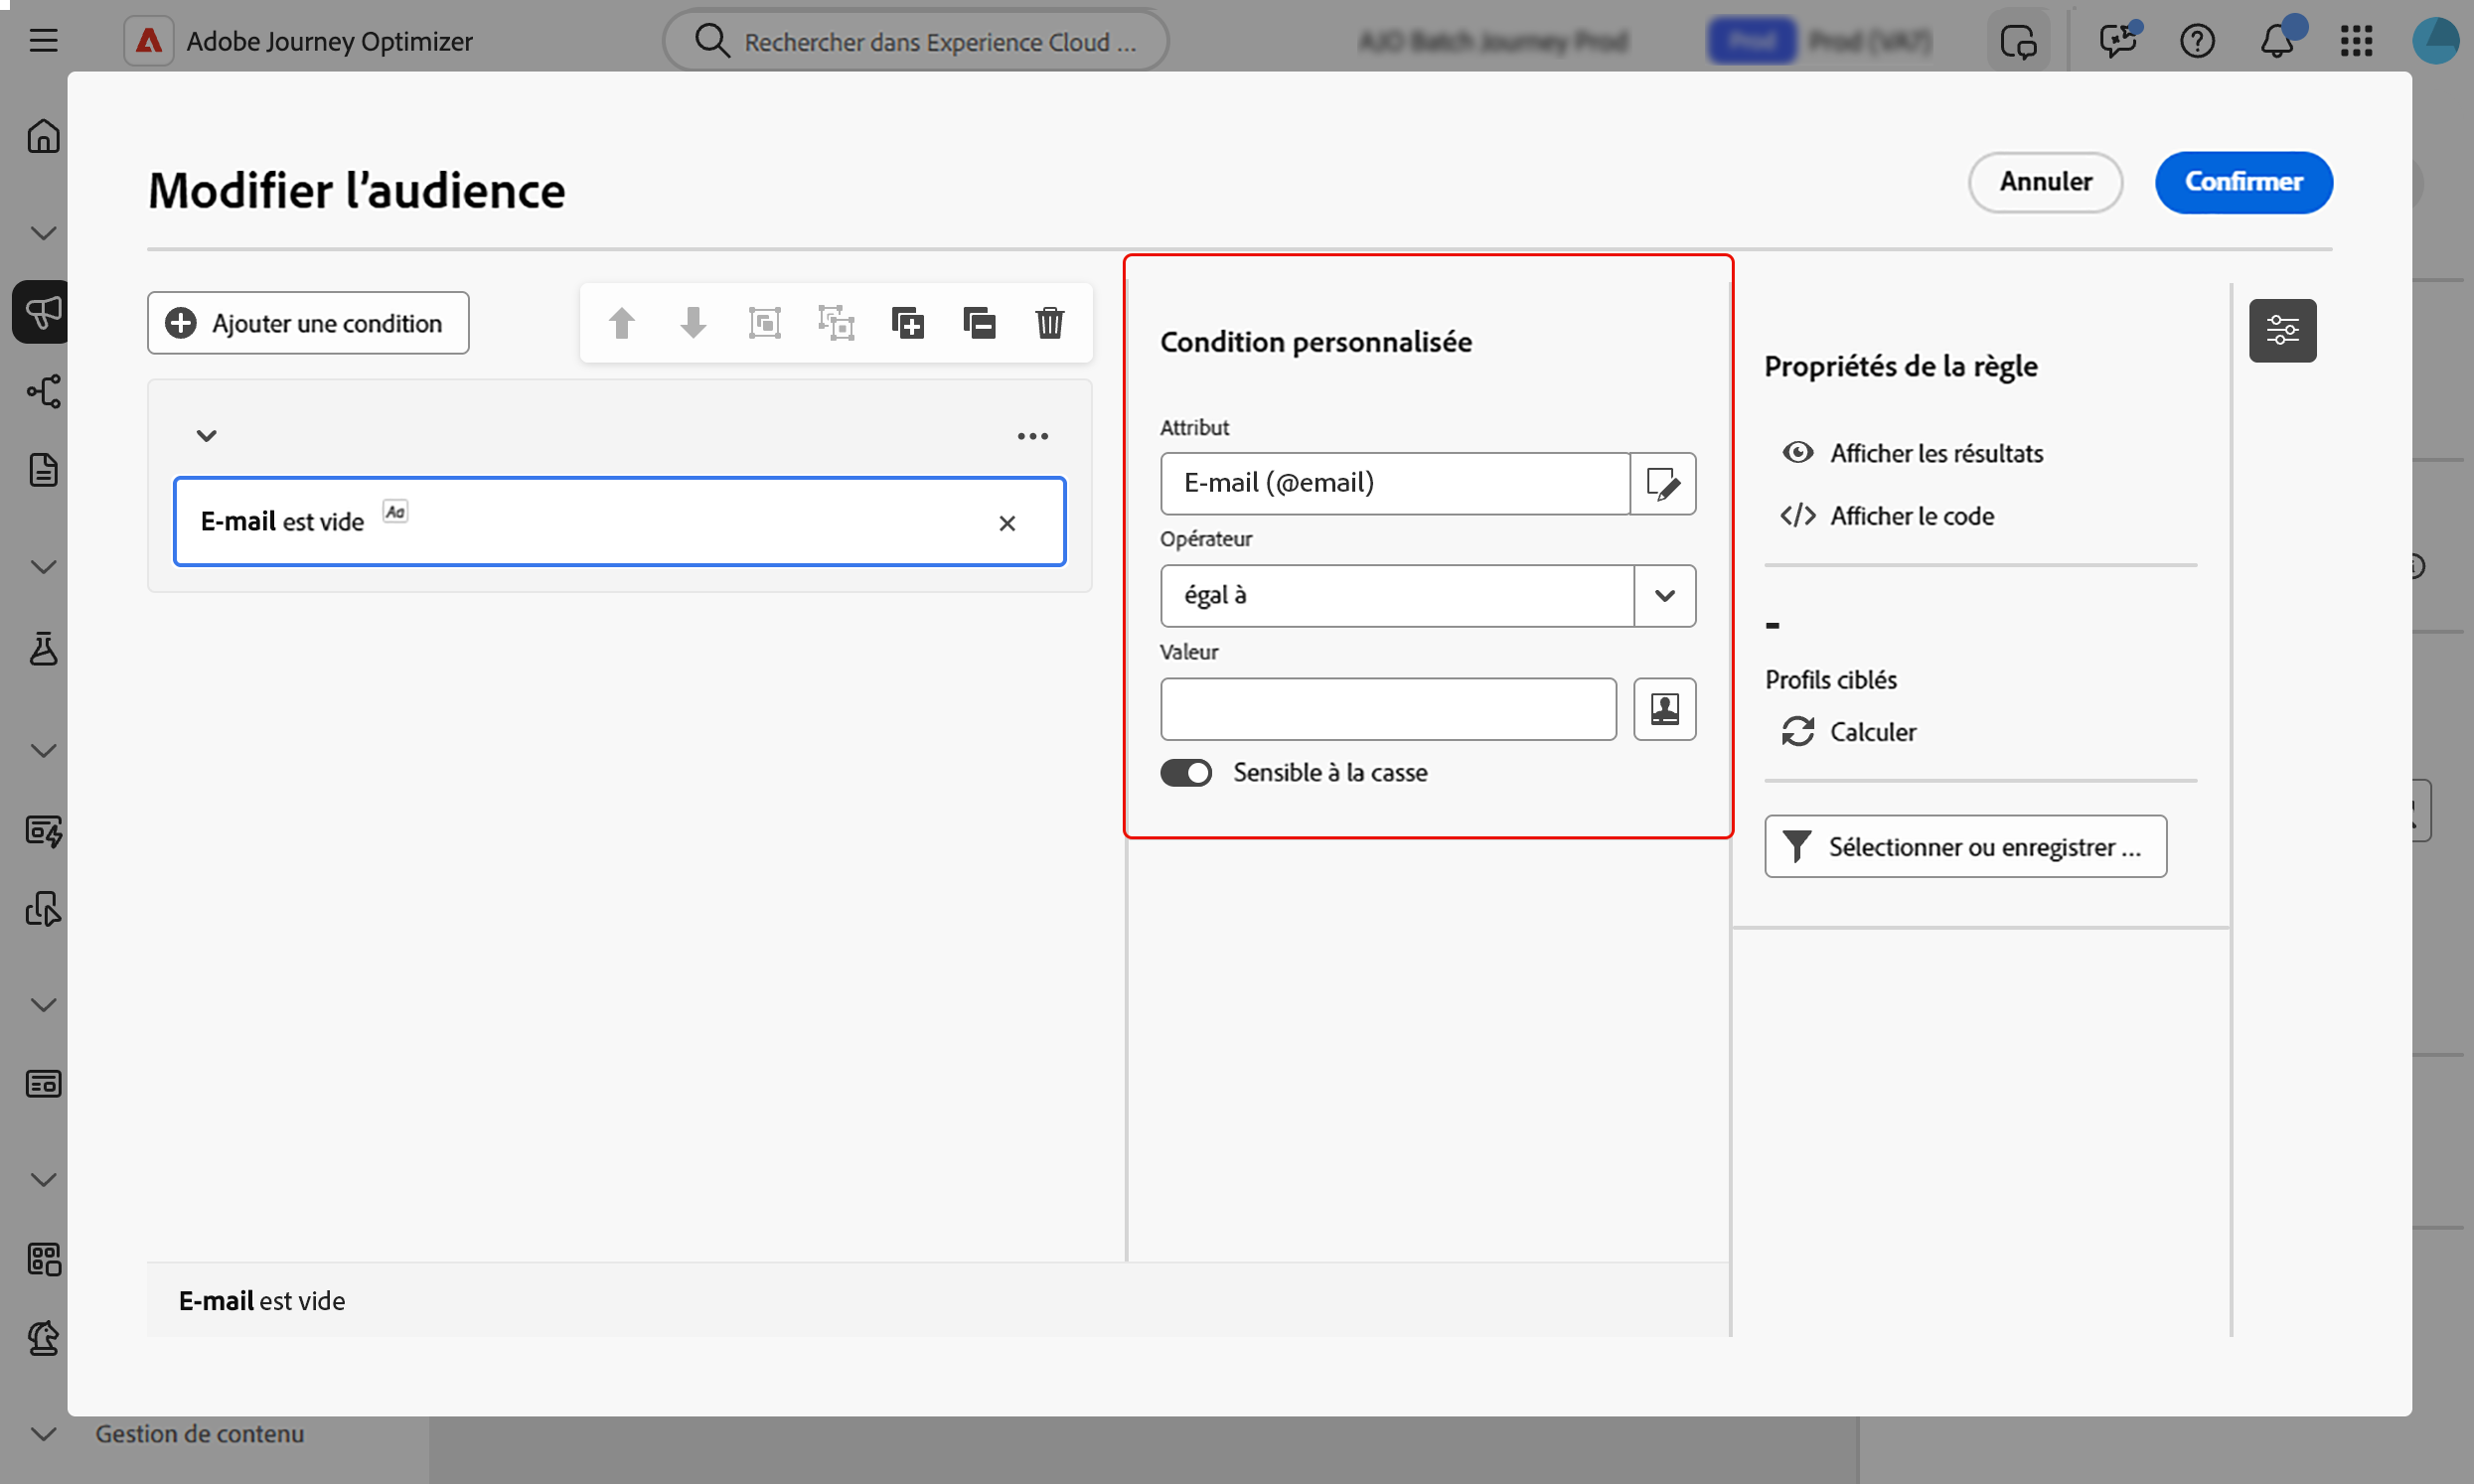 Adobe Journey Optimizer
Rechercher dans Experience Cloud ...
Modifier l'audience
Annuler
Confirmer
Ajouter une condition
E-mail est vide
Aa
Condition personnalisée
Attribut
E-mail (@email)
Opérateur
égal à
Valeur
Sensible à la casse
Propriétés de la règle
Afficher les résultats
</> Afficher le code
-
Profils ciblés
Calculer
Sélectionner ou enregistrer ...
E-mail est vide
Gestion de contenu